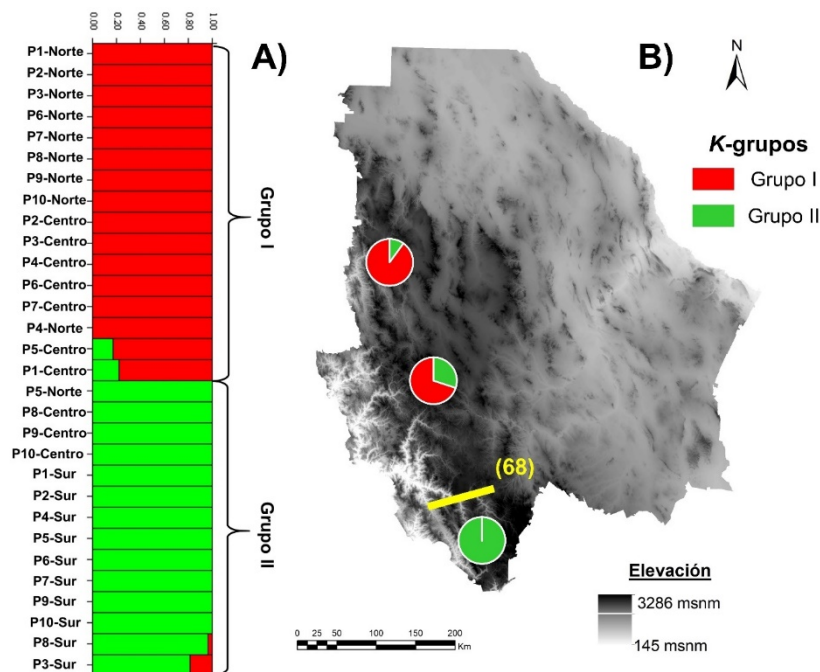 0.00 0.20 0.40 0.60 0.80 1.00
P1-Norte
P2-Norte
P3-Norte
P6-Norte
P7-Norte
P8-Norte
P9-Norte
P10-Norte
P2-Centro
P3-Centro
P4-Centro
P6-Centro
P7-Centro
P4-Norte
P5-Centro
P1-Centro
P5-Norte
P8-Centro
P9-Centro
P10-Centro
P1-Sur
P2-Sur
P4-Sur
P5-Sur
P6-Sur
P7-Sur
P9-Sur
P10-Sur
P8-Sur
P3-Sur
Grupo I
Grupo II
A)
B)
N
K-grupos
Grupo I
Grupo II
(68)
Elevación
3286 msnm
145 msnm
0 25 50 100 150 200
Km